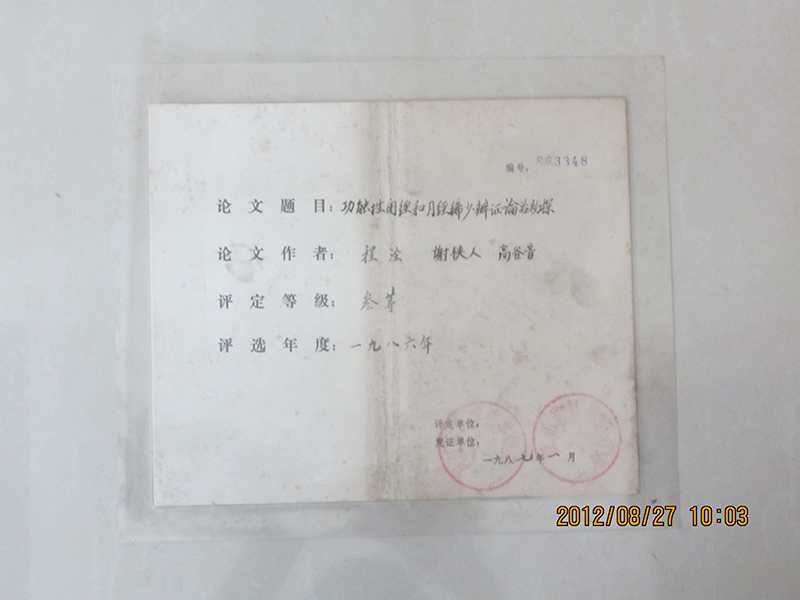 编号: 863348
论文题目: 功能性闭经和月经稀少辨证論治初探
论文作者: 程泾 谢侠人 高谷音
评定等级: 叁等
评选年度: 一九八六年
评定单位:
发证单位:
一九八七年一月
2012/08/27 10:03